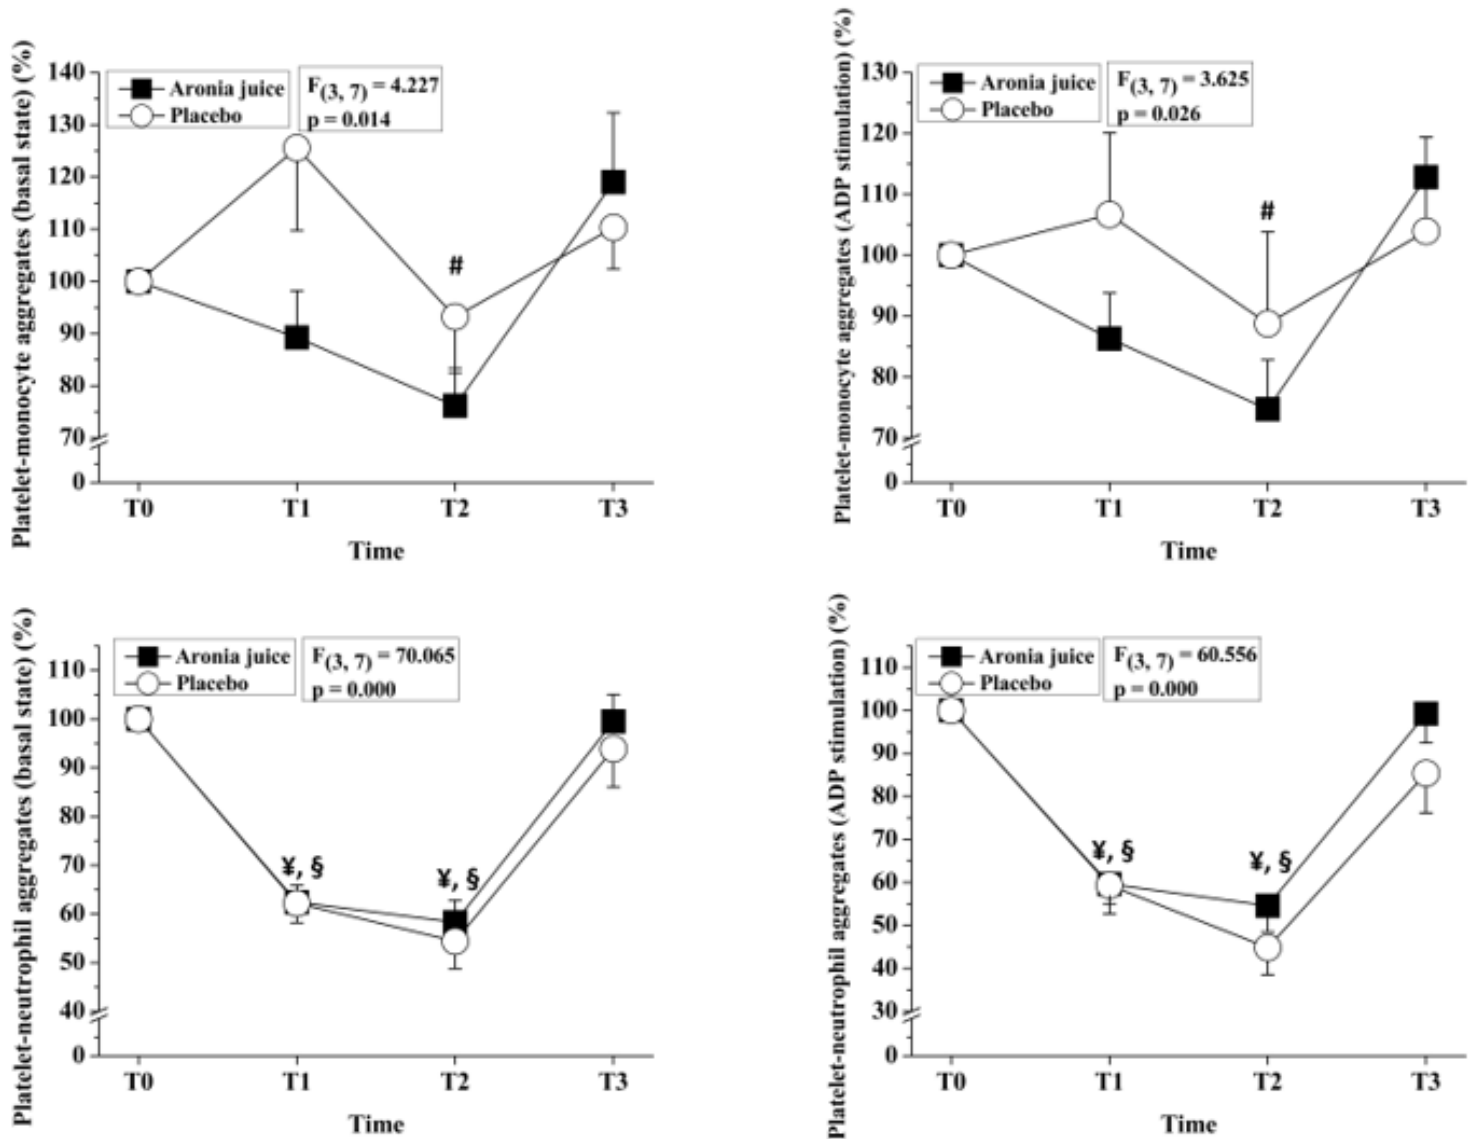 Platelet-monocyte aggregates (basal state) (%)
140
130
120
110
100
90
80
70
0
Aronia juice
Placebo
F(3, 7) = 4.227
p = 0.014
#
T0 T1 T2 T3
Time
Platelet-monocyte aggregates (ADP stimulation) (%)
130
120
110
100
90
80
70
0
Aronia juice
Placebo
F(3, 7) = 3.625
p = 0.026
#
T0 T1 T2 T3
Time
Platelet-neutrophil aggregates (basal state) (%)
110
100
90
80
70
60
50
40
0
Aronia juice
Placebo
F(3, 7) = 70.065
p = 0.000
¥, § ¥, §
T0 T1 T2 T3
Time
Platelet-neutrophil aggregates (ADP stimulation) (%)
110
100
90
80
70
60
50
40
30
0
Aronia juice
Placebo
F(3, 7) = 60.556
p = 0.000
¥, § ¥, §
T0 T1 T2 T3
Time